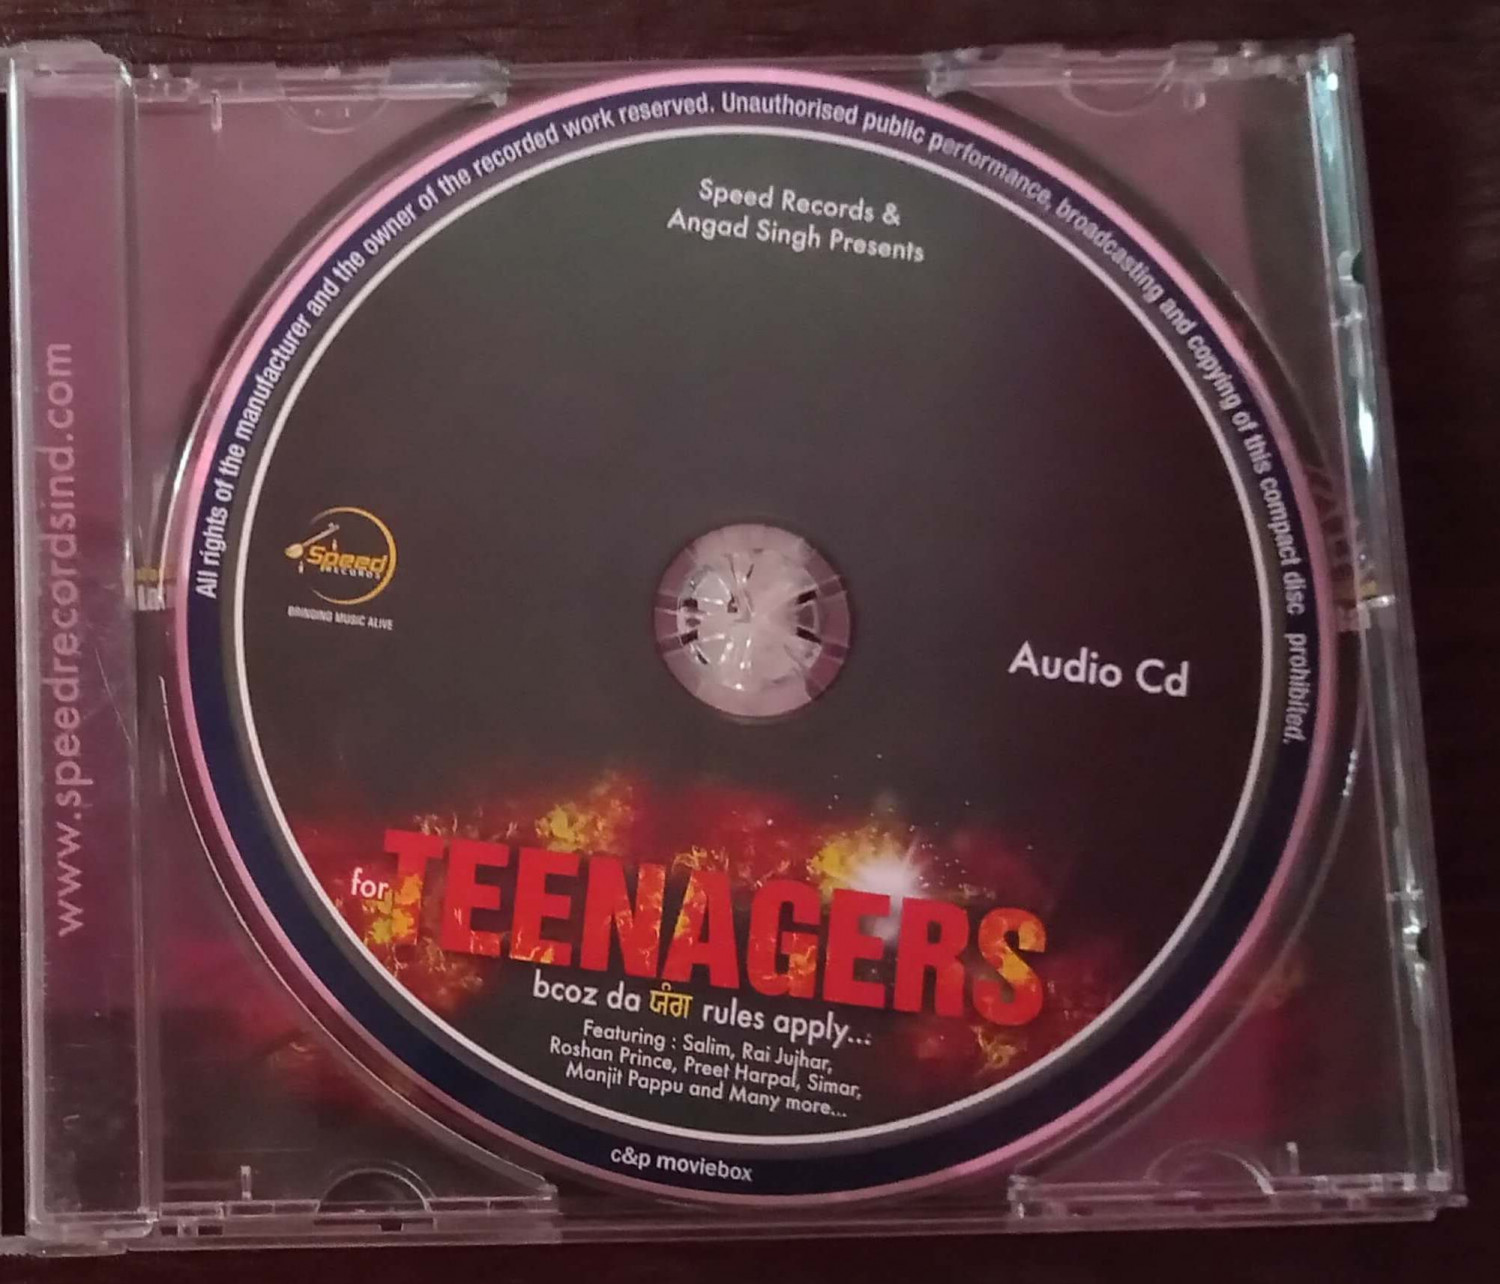 All rights of the manufacturer and the owner of the recorded work reserved. Unauthorised public performance, broadcasting and copying of this compact disc prohibited.
Speed Records &
Angad Singh Presents
www.speedrecordsind.com
Speed
RECORDS
BRINGING MUSIC ALIVE
Audio Cd
for TEENAGERS
bcoz da ਯੰਗ rules apply...
Featuring : Salim, Rai Jujhar,
Roshan Prince, Preet Harpal, Simar,
Manjit Pappu and Many more...
c&p moviebox